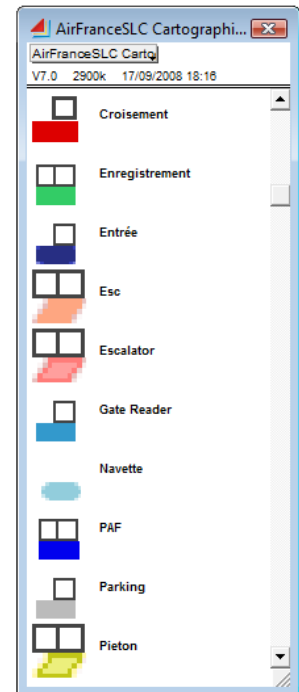 AirFranceSLC Cartographi...
AirFranceSLC Carto
V7.0 2900k 17/09/2008 18:16
Croisement
Enregistrement
Entrée
Esc
Escalator
Gate Reader
Navette
PAF
Parking
Pieton